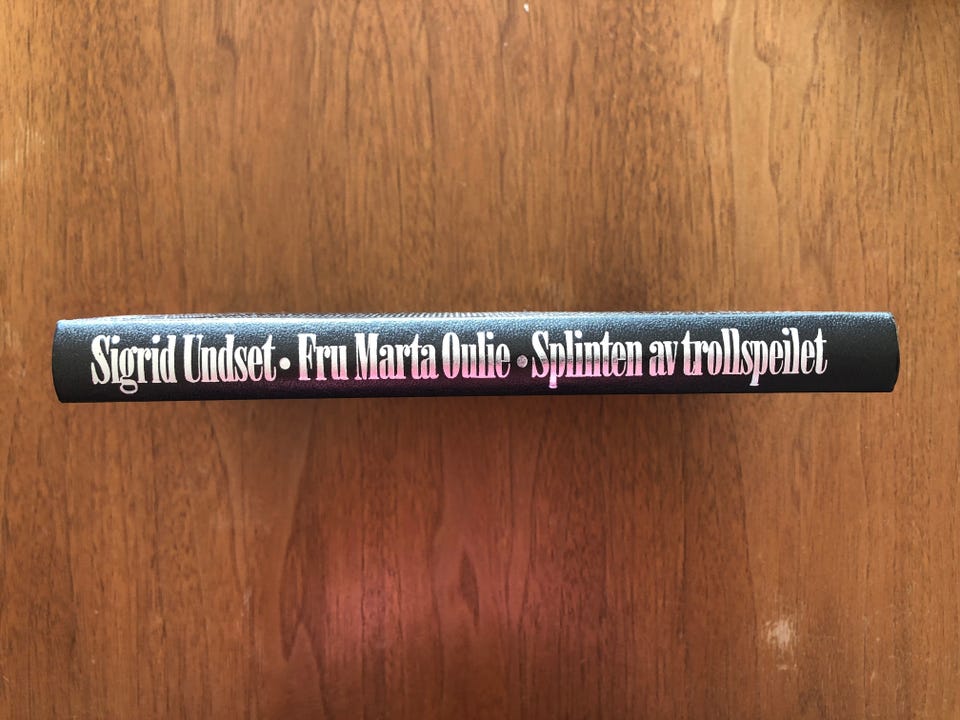 Sigrid Undset • Fru Marta Oulie • Splinten av trollspeilet